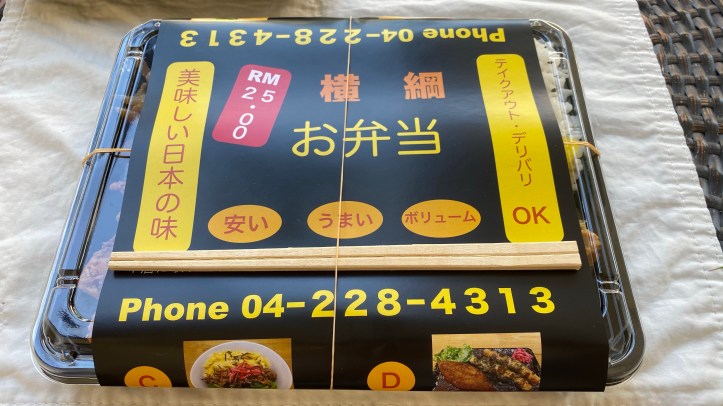 Phone 04-228-4313
美味しい日本の味
RM
25.00
横綱
お弁当
テイクアウト・デリバリ
OK
安い
うまい
ボリューム
Phone 04-228-4313
C
D